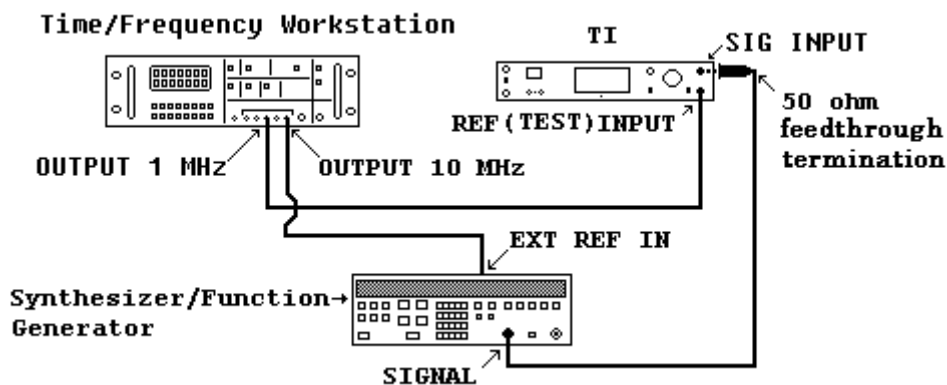 Time/Frequency Workstation
TI
SIG INPUT
50 ohm
feedthrough
termination
REF(TEST)INPUT
OUTPUT 1 MHz
OUTPUT 10 MHz
EXT REF IN
Synthesizer/Function
Generator
SIGNAL